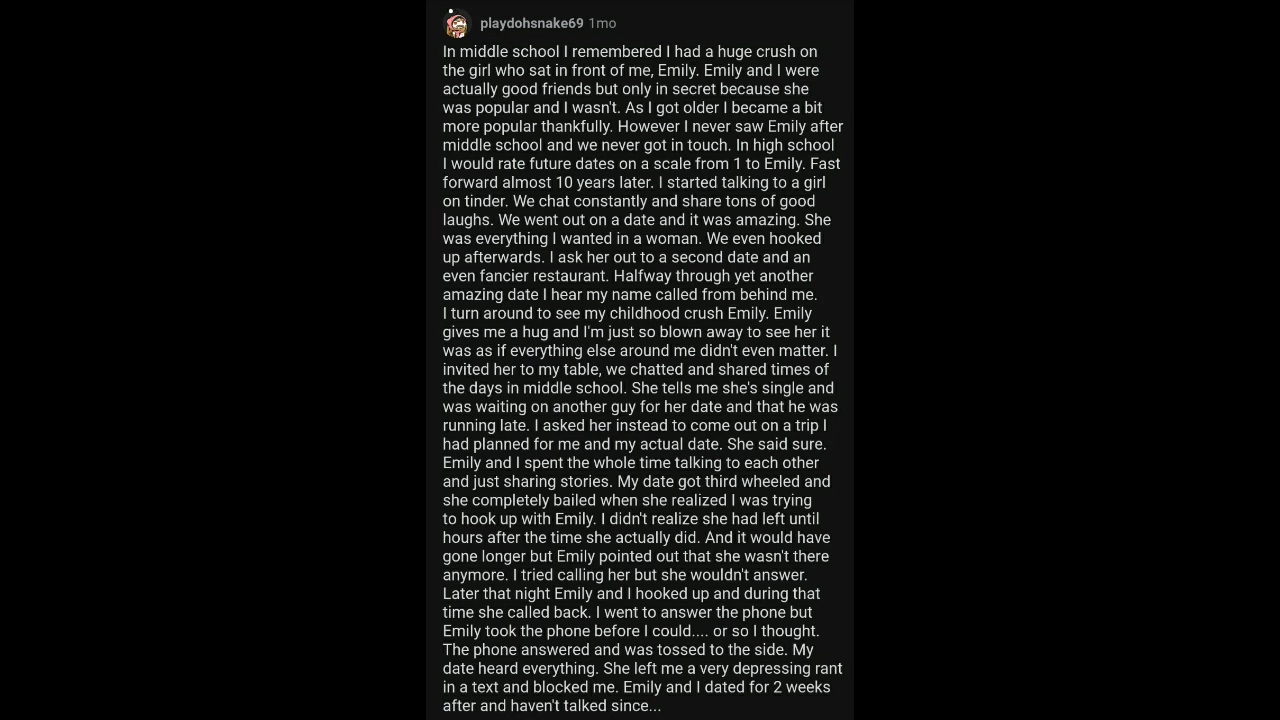 playdohsnake69 1mo
In middle school I remembered I had a huge crush on
the girl who sat in front of me, Emily. Emily and I were
actually good friends but only in secret because she
was popular and I wasn't. As I got older I became a bit
more popular thankfully. However I never saw Emily after
middle school and we never got in touch. In high school
I would rate future dates on a scale from 1 to Emily. Fast
forward almost 10 years later. I started talking to a girl
on tinder. We chat constantly and share tons of good
laughs. We went out on a date and it was amazing. She
was everything I wanted in a woman. We even hooked
up afterwards. I ask her out to a second date and an
even fancier restaurant. Halfway through yet another
amazing date I hear my name called from behind me.
I turn around to see my childhood crush Emily. Emily
gives me a hug and I'm just so blown away to see her it
was as if everything else around me didn't even matter. I
invited her to my table, we chatted and shared times of
the days in middle school. She tells me she's single and
was waiting on another guy for her date and that he was
running late. I asked her instead to come out on a trip I
had planned for me and my actual date. She said sure.
Emily and I spent the whole time talking to each other
and just sharing stories. My date got third wheeled and
she completely bailed when she realized I was trying
to hook up with Emily. I didn't realize she had left until
hours after the time she actually did. And it would have
gone longer but Emily pointed out that she wasn't there
anymore. I tried calling her but she wouldn't answer.
Later that night Emily and I hooked up and during that
time she called back. I went to answer the phone but
Emily took the phone before I could.... or so I thought.
The phone answered and was tossed to the side. My
date heard everything. She left me a very depressing rant
in a text and blocked me. Emily and I dated for 2 weeks
after and haven't talked since...